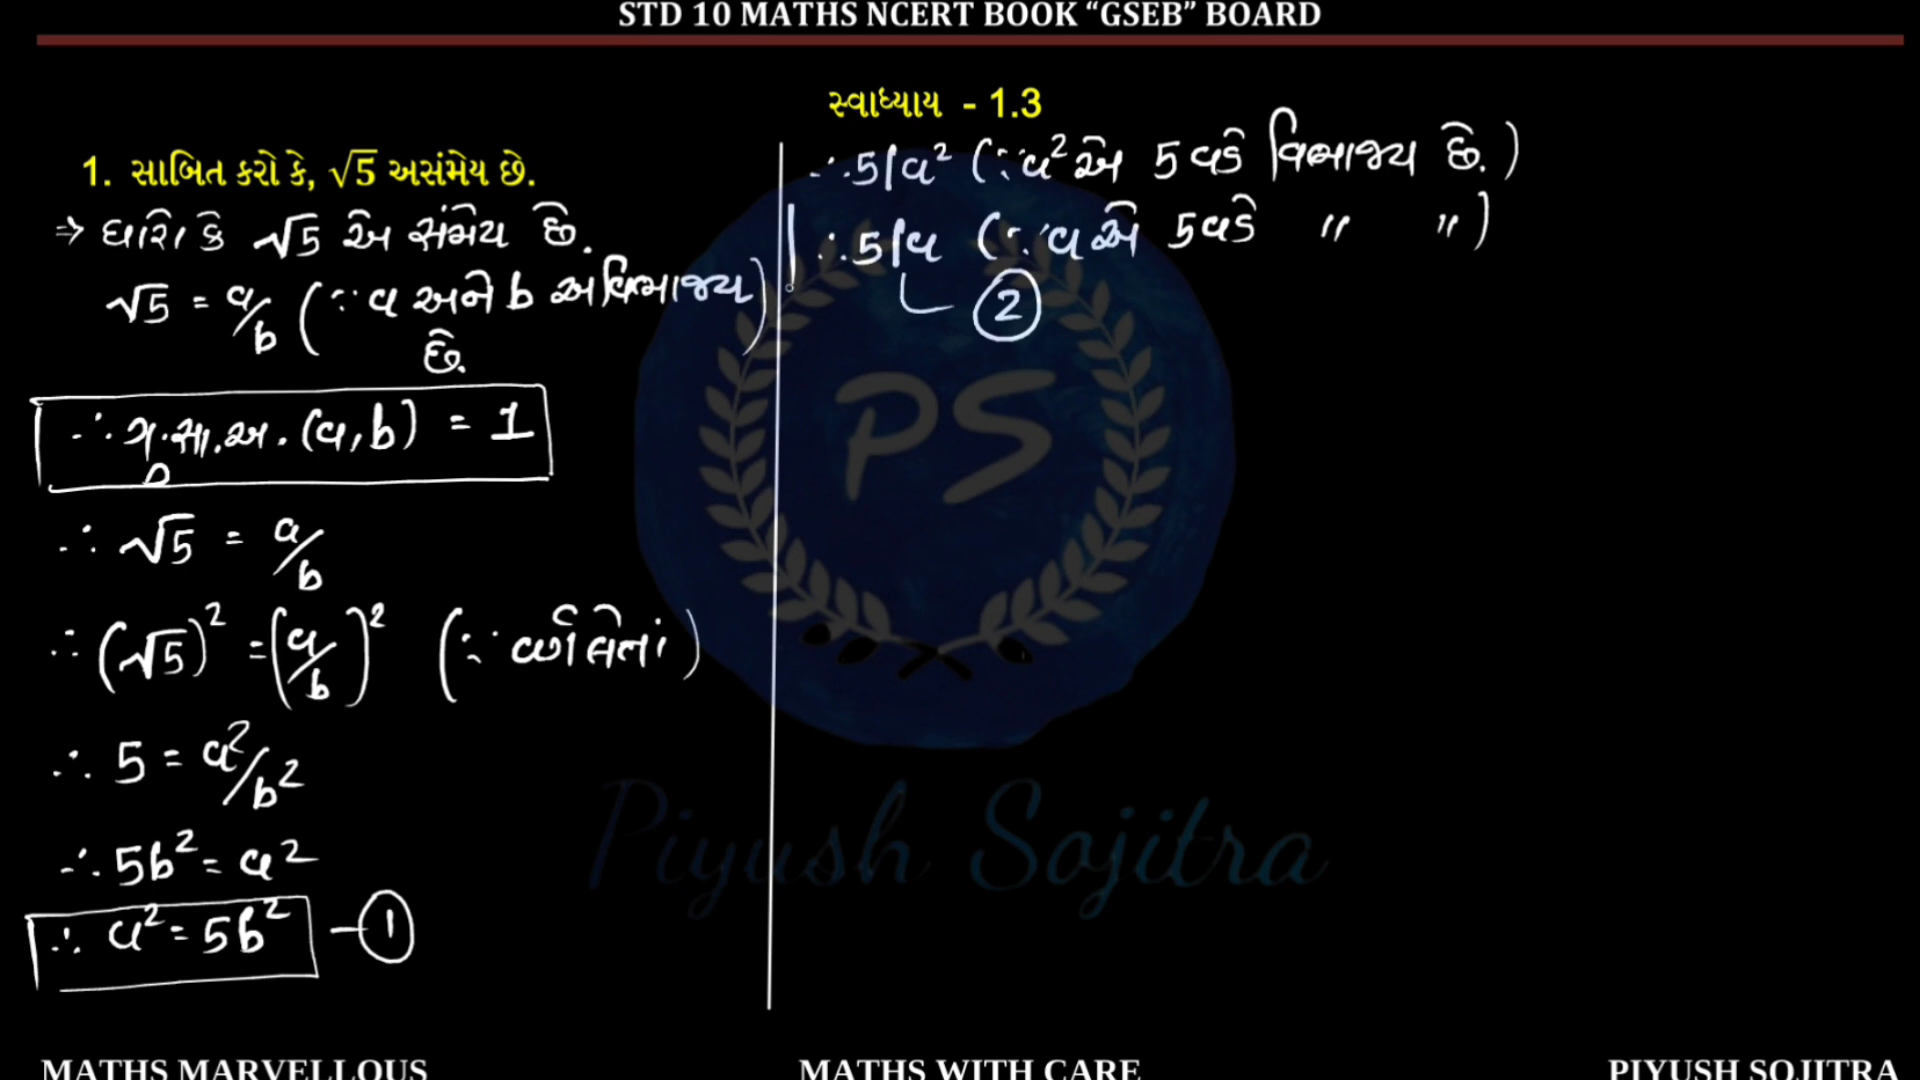 STD 10 MATHS NCERT BOOK “GSEB” BOARD
સ્વાધ્યાય - 1.3
1. સાબિત કરો કે, √5 અસંમેય છે.
⇒ ધારો કે √5 એ સંમેય છે.
√5 = a/b (∵ a અને b અવિભાજ્ય)
છે.
∴ ગુ.સા.અ. (a,b) = 1
∴ √5 = a/b
∴ (√5)² = (a/b)² (∵ વર્ગ લેતાં)
∴ 5 = a²/b²
∴ 5b² = a²
∴ a² = 5b² – ①
∴ 5|a² (∵ a² એ 5 વડે વિભાજ્ય છે.)
∴ 5|a (∵ a એ 5 વડે " ")
②
PS
Piyush Sojitra
MATHS MARVELLOUS
MATHS WITH CARE
PIYUSH SOJITRA